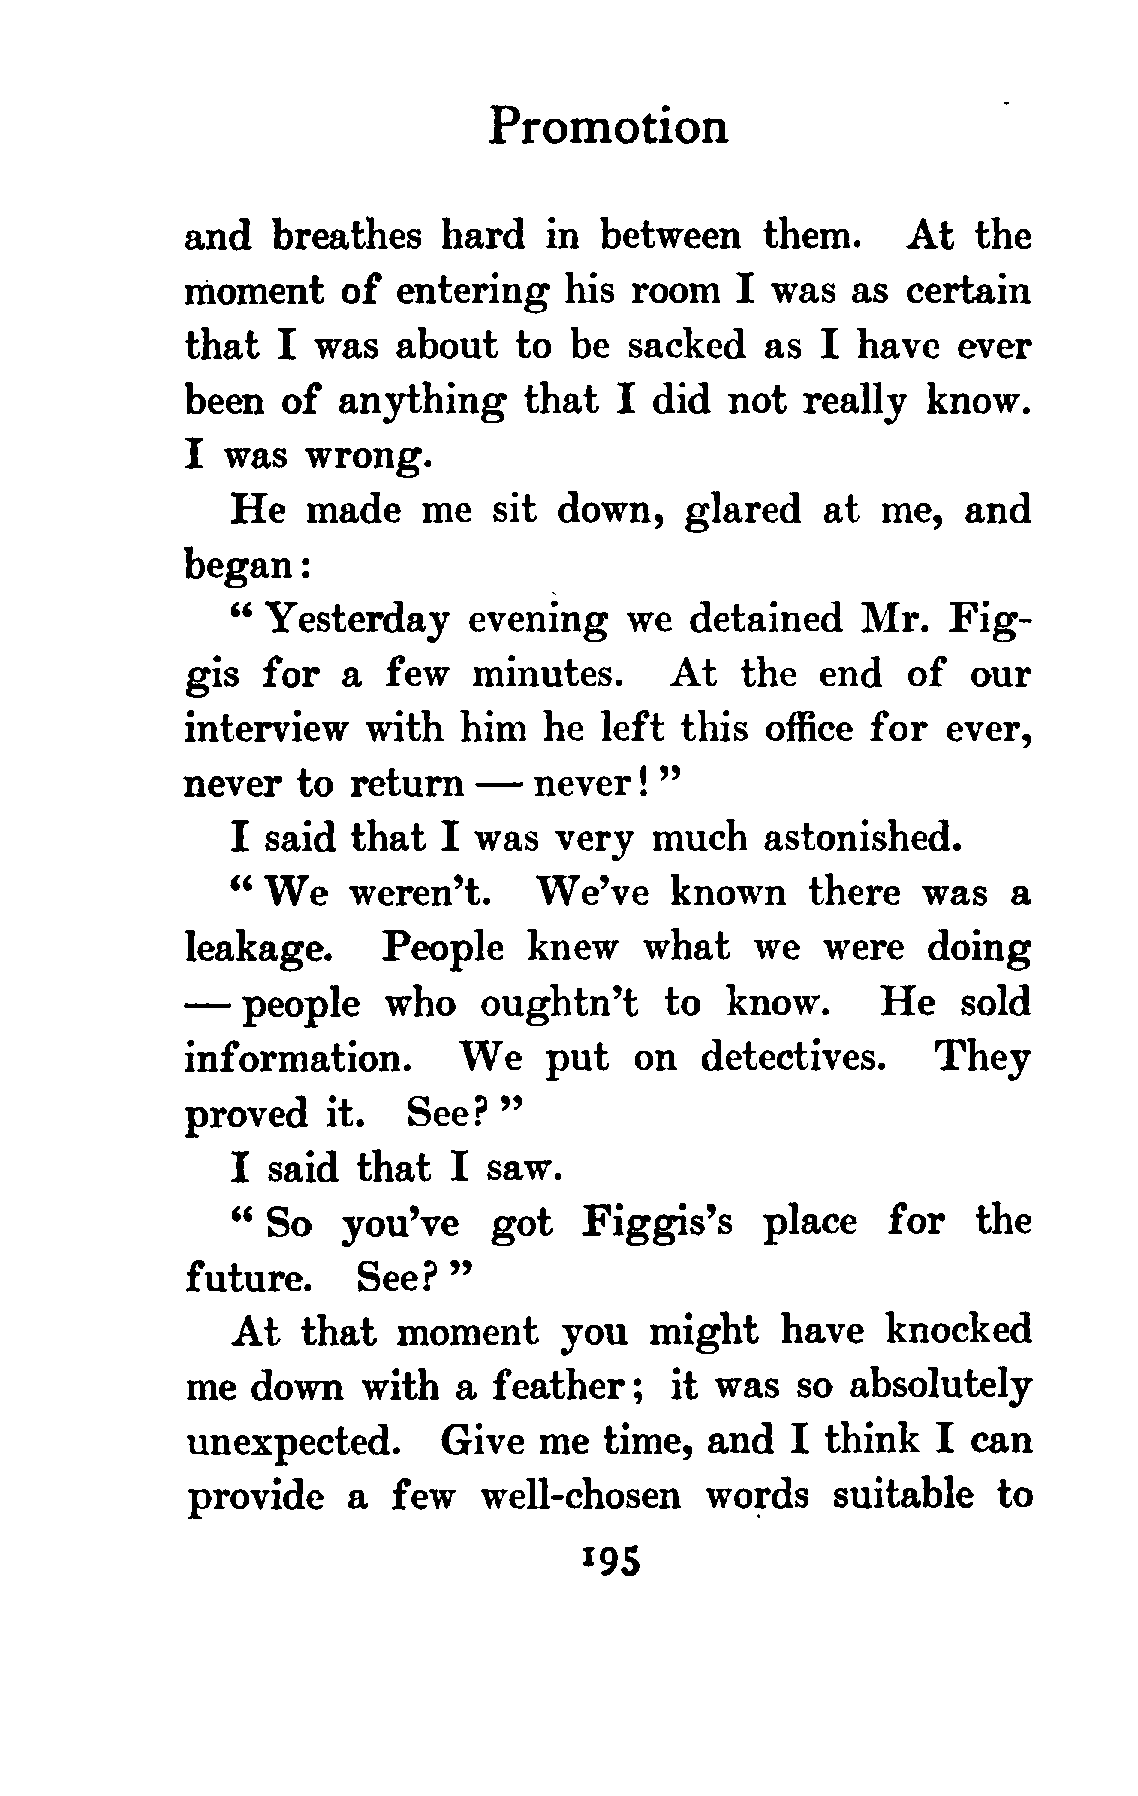 Promotion
and breathes hard in between them. At the
moment of entering his room I was as certain
that I was about to be sacked as I have ever
been of anything that I did not really know.
I was wrong.
He made me sit down, glared at me, and
began:
“Yesterday evening we detained Mr. Fig-
gis for a few minutes. At the end of our
interview with him he left this office for ever,
never to return — never!”
I said that I was very much astonished.
“We weren’t. We’ve known there was a
leakage. People knew what we were doing
— people who oughtn’t to know. He sold
information. We put on detectives. They
proved it. See?”
I said that I saw.
“So you’ve got Figgis’s place for the
future. See?”
At that moment you might have knocked
me down with a feather; it was so absolutely
unexpected. Give me time, and I think I can
provide a few well-chosen words suitable to
195